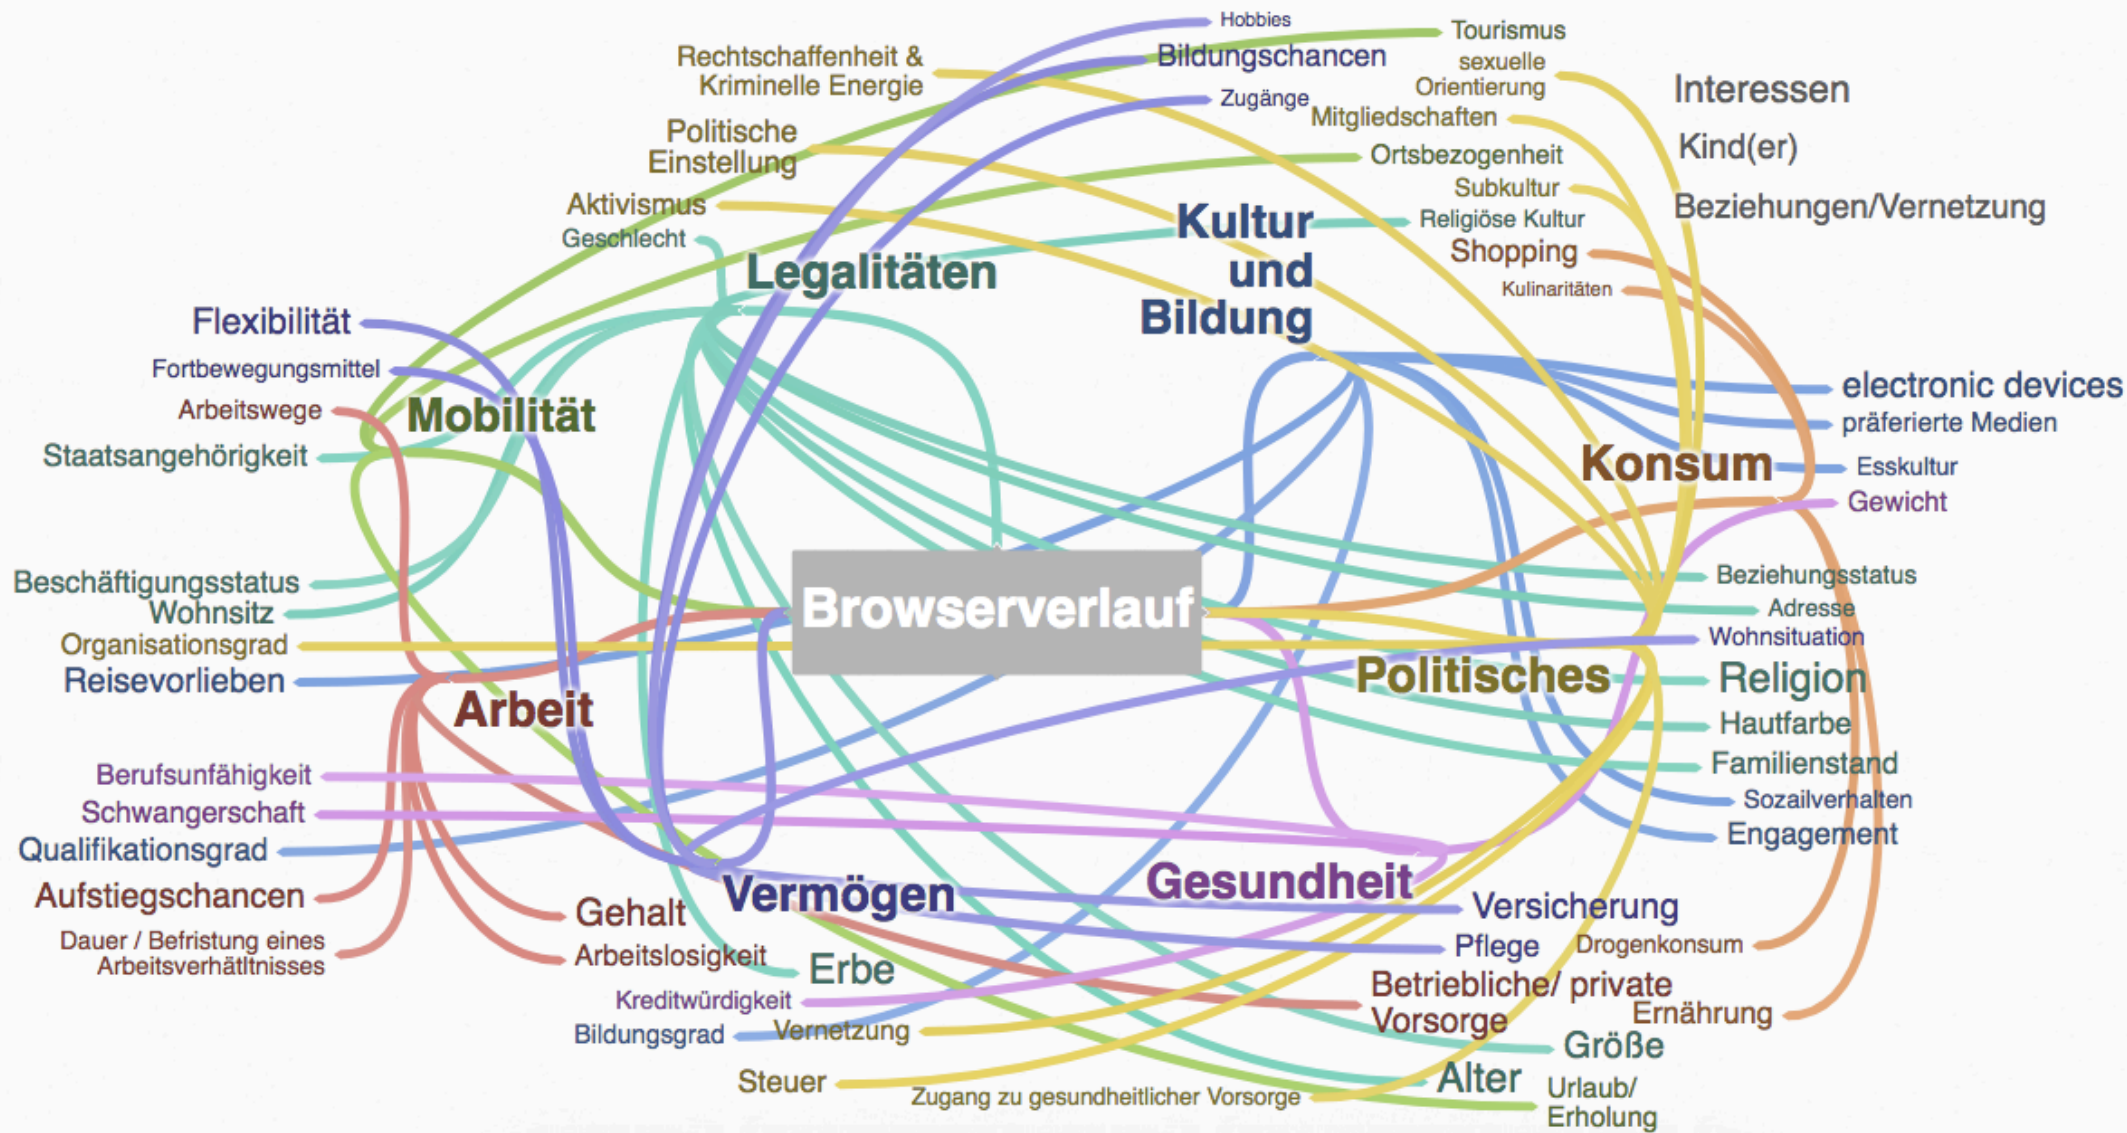 Hobbies
Tourismus
Rechtschaffenheit &
Kriminelle Energie
Bildungschancen
sexuelle
Orientierung
Interessen
Zugänge
Mitgliedschaften
Politische
Einstellung
Kind(er)
Ortsbezogenheit
Subkultur
Aktivismus
Beziehungen/Vernetzung
Geschlecht
Kultur
und
Bildung
Religiöse Kultur
Shopping
Legalitäten
Kulinaritäten
Flexibilität
Fortbewegungsmittel
electronic devices
Arbeitswege
Mobilität
präferierte Medien
Staatsangehörigkeit
Konsum
Esskultur
Gewicht
Beschäftigungsstatus
Beziehungsstatus
Wohnsitz
Browserverlauf
Adresse
Organisationsgrad
Wohnsituation
Reisevorlieben
Politisches
Religion
Arbeit
Hautfarbe
Berufsunfähigkeit
Familienstand
Schwangerschaft
Sozailverhalten
Qualifikationsgrad
Engagement
Aufstiegschancen
Gehalt
Vermögen
Gesundheit
Versicherung
Dauer / Befristung eines
Arbeitsverhätltnisses
Arbeitslosigkeit
Pflege
Drogenkonsum
Erbe
Betriebliche/ private
Vorsorge
Kreditwürdigkeit
Ernährung
Bildungsgrad
Vernetzung
Größe
Steuer
Alter
Zugang zu gesundheitlicher Vorsorge
Urlaub/
Erholung